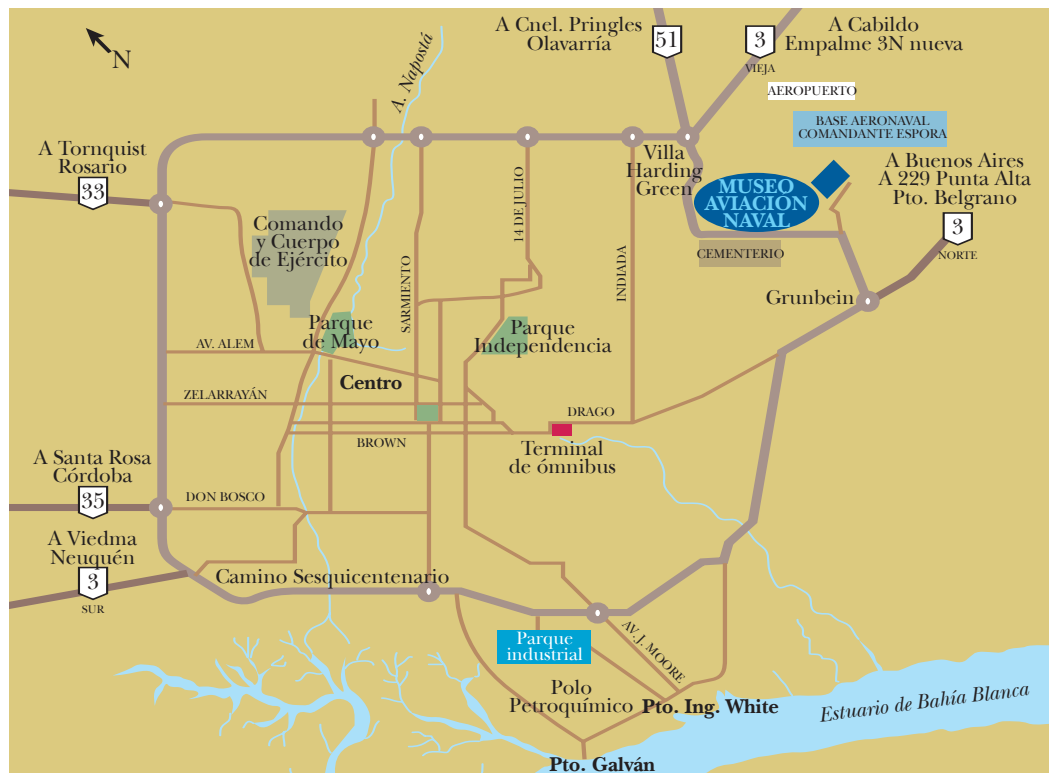 A Cnel. Pringles
Olavarría
51
3
VIEJA
A Cabildo
Empalme 3N nueva
N
A. Napostá
AEROPUERTO
BASE AERONAVAL
COMANDANTE ESPORA
A Tornquist
Rosario
33
Villa
Harding
Green
MUSEO
AVIACIÓN
NAVAL
A Buenos Aires
A 229 Punta Alta
Pto. Belgrano
3
NORTE
Comando
y Cuerpo
de Ejército
14 DE JULIO
SARMIENTO
INDIADA
CEMENTERIO
Grunbein
Parque
de Mayo
Parque
Independencia
AV. ALEM
Centro
ZELARRAYÁN
DRAGO
BROWN
Terminal
de ómnibus
A Santa Rosa
Córdoba
35
DON BOSCO
A Viedma
Neuquén
3
SUR
Camino Sesquicentenario
Parque
industrial
AV. J. MOORE
Polo
Petroquímico
Pto. Ing. White
Estuario de Bahía Blanca
Pto. Galván